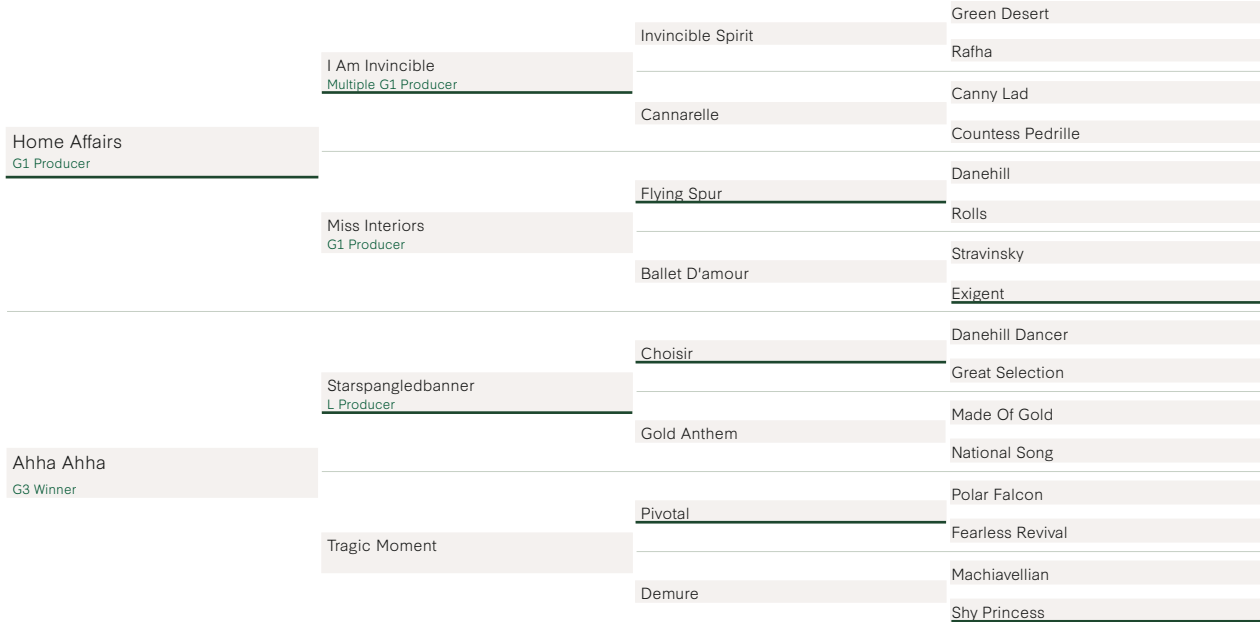 Home Affairs
G1 Producer
Ahha Ahha
G3 Winner
I Am Invincible
Multiple G1 Producer
Miss Interiors
G1 Producer
Starspangledbanner
L Producer
Tragic Moment
Invincible Spirit
Cannarelle
Flying Spur
Ballet D'amour
Choisir
Gold Anthem
Pivotal
Demure
Green Desert
Rafha
Canny Lad
Countess Pedrille
Danehill
Rolls
Stravinsky
Exigent
Danehill Dancer
Great Selection
Made Of Gold
National Song
Polar Falcon
Fearless Revival
Machiavellian
Shy Princess